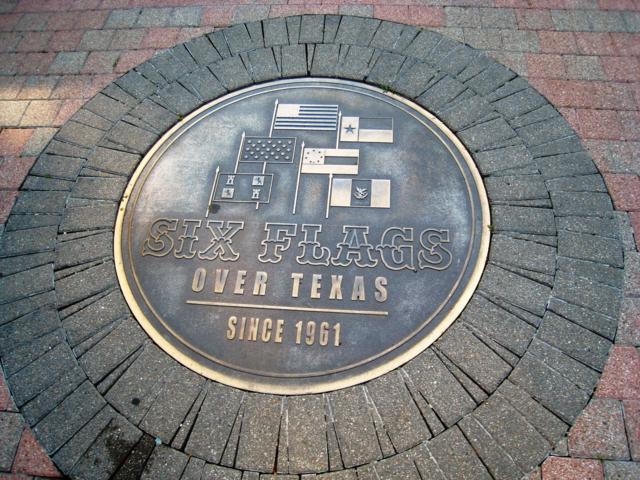 SIX FLAGS
OVER TEXAS
SINCE 1961